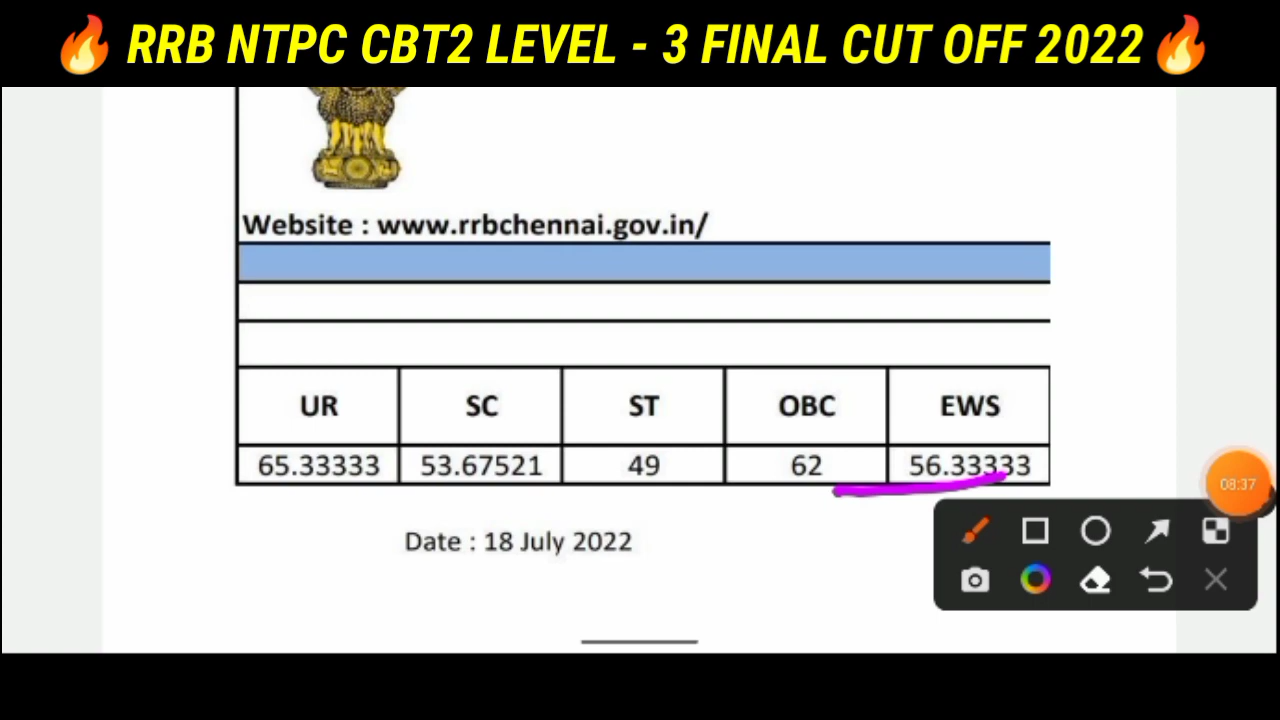 🔥 RRB NTPC CBT2 LEVEL - 3 FINAL CUT OFF 2022 🔥
Website : www.rrbchennai.gov.in/
UR SC ST OBC EWS
65.33333 53.67521 49 62 56.33333
08:37
Date : 18 July 2022